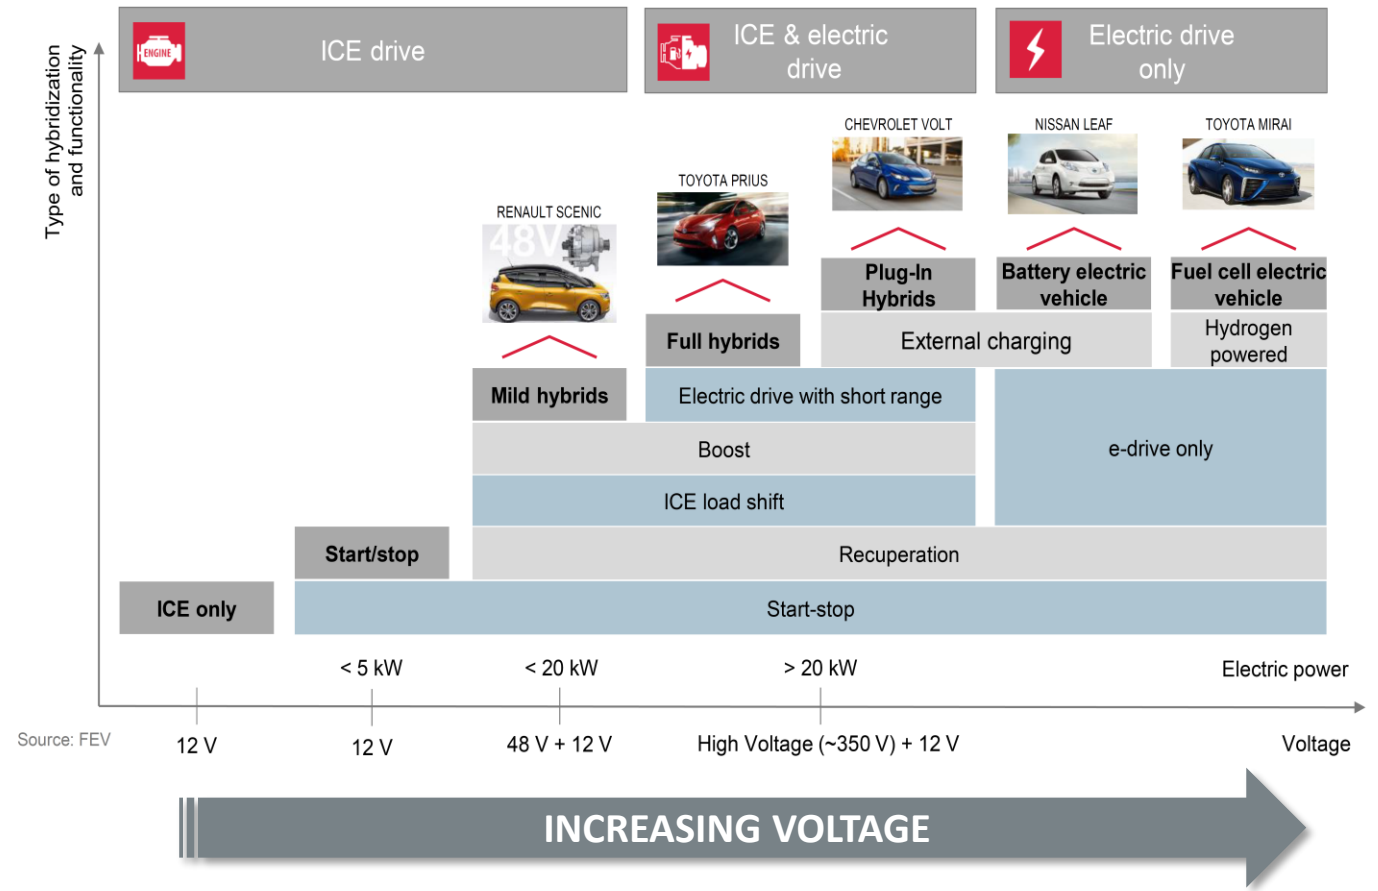 ENGINE
ICE drive
ICE & electric
drive
Electric drive
only
Type of hybridization
and functionality
CHEVROLET VOLT
NISSAN LEAF
TOYOTA MIRAI
TOYOTA PRIUS
RENAULT SCENIC
48V
Plug-In
Hybrids
Battery electric
vehicle
Fuel cell electric
vehicle
Full hybrids
External charging
Hydrogen
powered
Mild hybrids
Electric drive with short range
Boost
e-drive only
ICE load shift
Start/stop
Recuperation
ICE only
Start-stop
< 5 kW
< 20 kW
> 20 kW
Electric power
Source: FEV
12 V
12 V
48 V + 12 V
High Voltage (~350 V) + 12 V
Voltage
INCREASING VOLTAGE